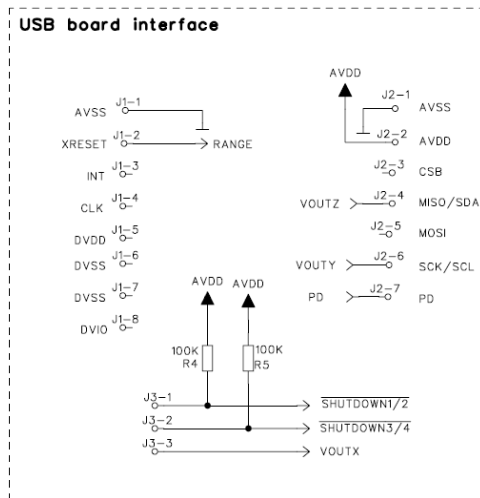 USB board interface
AVDD
J2-1
AVSS
J1-1
AVSS
J2-2
AVDD
XRESET
J1-2
RANGE
INT
J1-3
J2-3
CSB
CLK
J1-4
VOUTZ
J2-4
MISO/SDA
DVDD
J1-5
J2-5
MOSI
DVSS
J1-6
VOUTY
J2-6
SCK/SCL
DVSS
J1-7
AVDD
AVDD
PD
J2-7
PD
DVIO
J1-8
100K
R4
100K
R5
J3-1
SHUTDOWN1/2
J3-2
SHUTDOWN3/4
J3-3
VOUTX